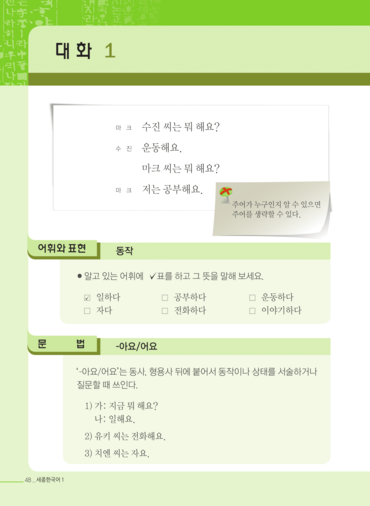 대화 1
마 크 수진 씨는 뭐 해요?
수 진 운동해요.
마크 씨는 뭐 해요?
마 크 저는 공부해요.
주어가 누구인지 알 수 있으면
주어를 생략할 수 있다.
어휘와 표현 동작
● 알고 있는 어휘에 ✓표를 하고 그 뜻을 말해 보세요.
☑ 일하다 □ 공부하다 □ 운동하다
□ 자다 □ 전화하다 □ 이야기하다
문 법 -아요/어요
‘-아요/어요’는 동사, 형용사 뒤에 붙어서 동작이나 상태를 서술하거나
질문할 때 쓰인다.
1) 가: 지금 뭐 해요?
나: 일해요.
2) 유키 씨는 전화해요.
3) 치엔 씨는 자요.
48 _ 세종한국어 1